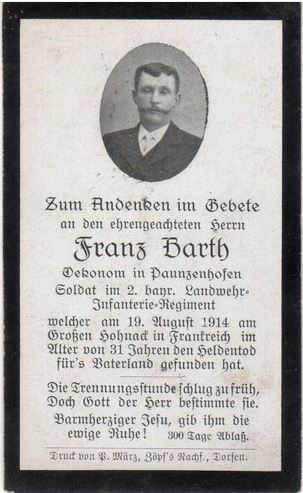 Zum Andenken im Gebete
an den ehrengeachteten Herrn
Franz Barth
Oekonom in Paunzenhofen
Soldat im 2. bayr. Landwehr-
Infanterie-Regiment
welcher am 19. August 1914 am
Großen Hohnack in Frankreich im
Alter von 31 Jahren den Heldentod
für's Vaterland gefunden hat.
Die Trennungsstunde schlug zu früh,
Doch Gott der Herr bestimmte sie.
Barmherziger Jesu, gib ihm die
ewige Ruhe! 300 Tage Ablaß.
Druck von P. März, Zöpf's Nachf., Dorfen.